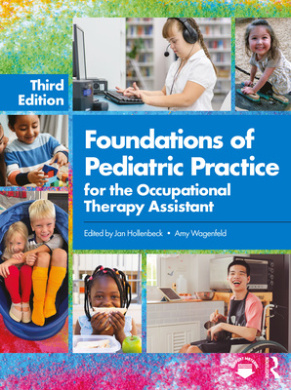 Third
Edition
Foundations of
Pediatric Practice
for the Occupational
Therapy Assistant
Edited by Jan Hollenbeck • Amy Wagenfeld
R